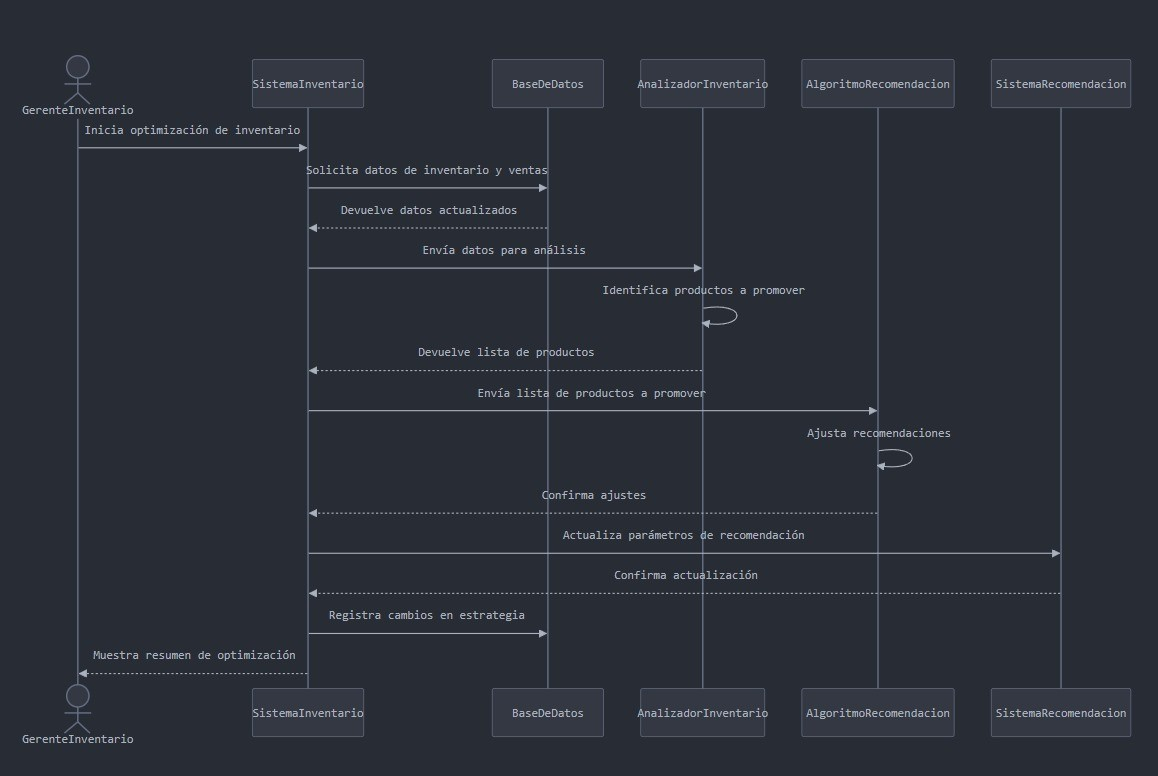 SistemaInventario
BaseDeDatos
AnalizadorInventario
AlgoritmoRecomendacion
SistemaRecomendacion
GerenteInventario
Inicia optimización de inventario
Solicita datos de inventario y ventas
Devuelve datos actualizados
Envía datos para análisis
Identifica productos a promover
Devuelve lista de productos
Envía lista de productos a promover
Ajusta recomendaciones
Confirma ajustes
Actualiza parámetros de recomendación
Confirma actualización
Registra cambios en estrategia
Muestra resumen de optimización
SistemaInventario
BaseDeDatos
AnalizadorInventario
AlgoritmoRecomendacion
SistemaRecomendacion
GerenteInventario